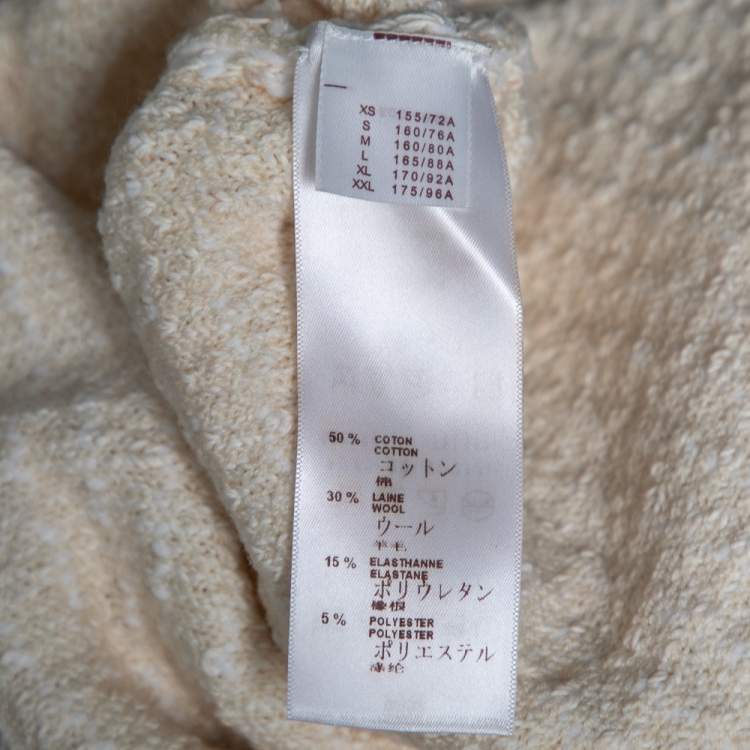 XS 155/72A
S 160/76A
M 160/80A
L 165/88A
XL 170/92A
XXL 175/96A
50 % COTON
COTTON
コットン
棉
30 % LAINE
WOOL
ウール
羊毛
15 % ELASTHANNE
ELASTANE
ポリウレタン
5 % POLYESTER
POLYESTER
ポリエステル